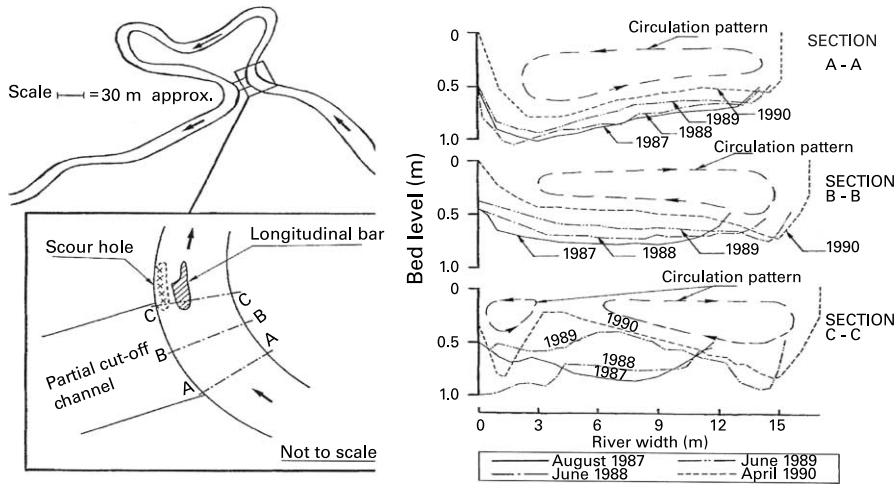 Scale = 30 m approx.
Scour hole
Longitudinal bar
C
C
B
B
A
A
Partial cut-off
channel
Not to scale
Bed level (m)
Circulation pattern
SECTION
A - A
0
0.5
1.0
1990
1989
1988
1987
Circulation pattern
SECTION
B - B
0
0.5
1.0
1987
1988
1989
1990
Circulation pattern
SECTION
C - C
0
0.5
1.0
1989
1990
1988
1987
0 3 6 9 12 15
River width (m)
August 1987 June 1989
June 1988 April 1990